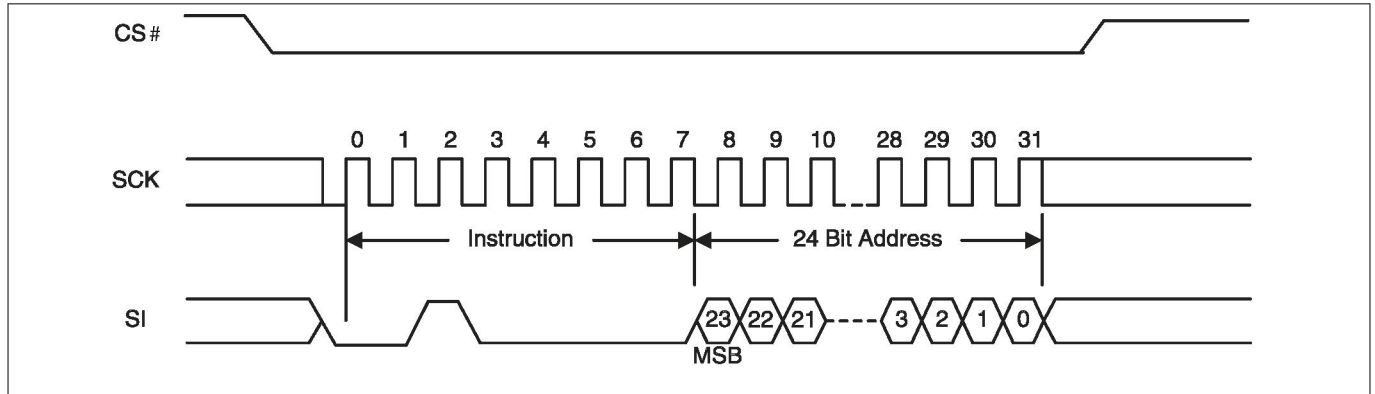 CS#
0 1 2 3 4 5 6 7 8 9 10 28 29 30 31
SCK
Instruction 24 Bit Address
SI 23 22 21 3 2 1 0
MSB